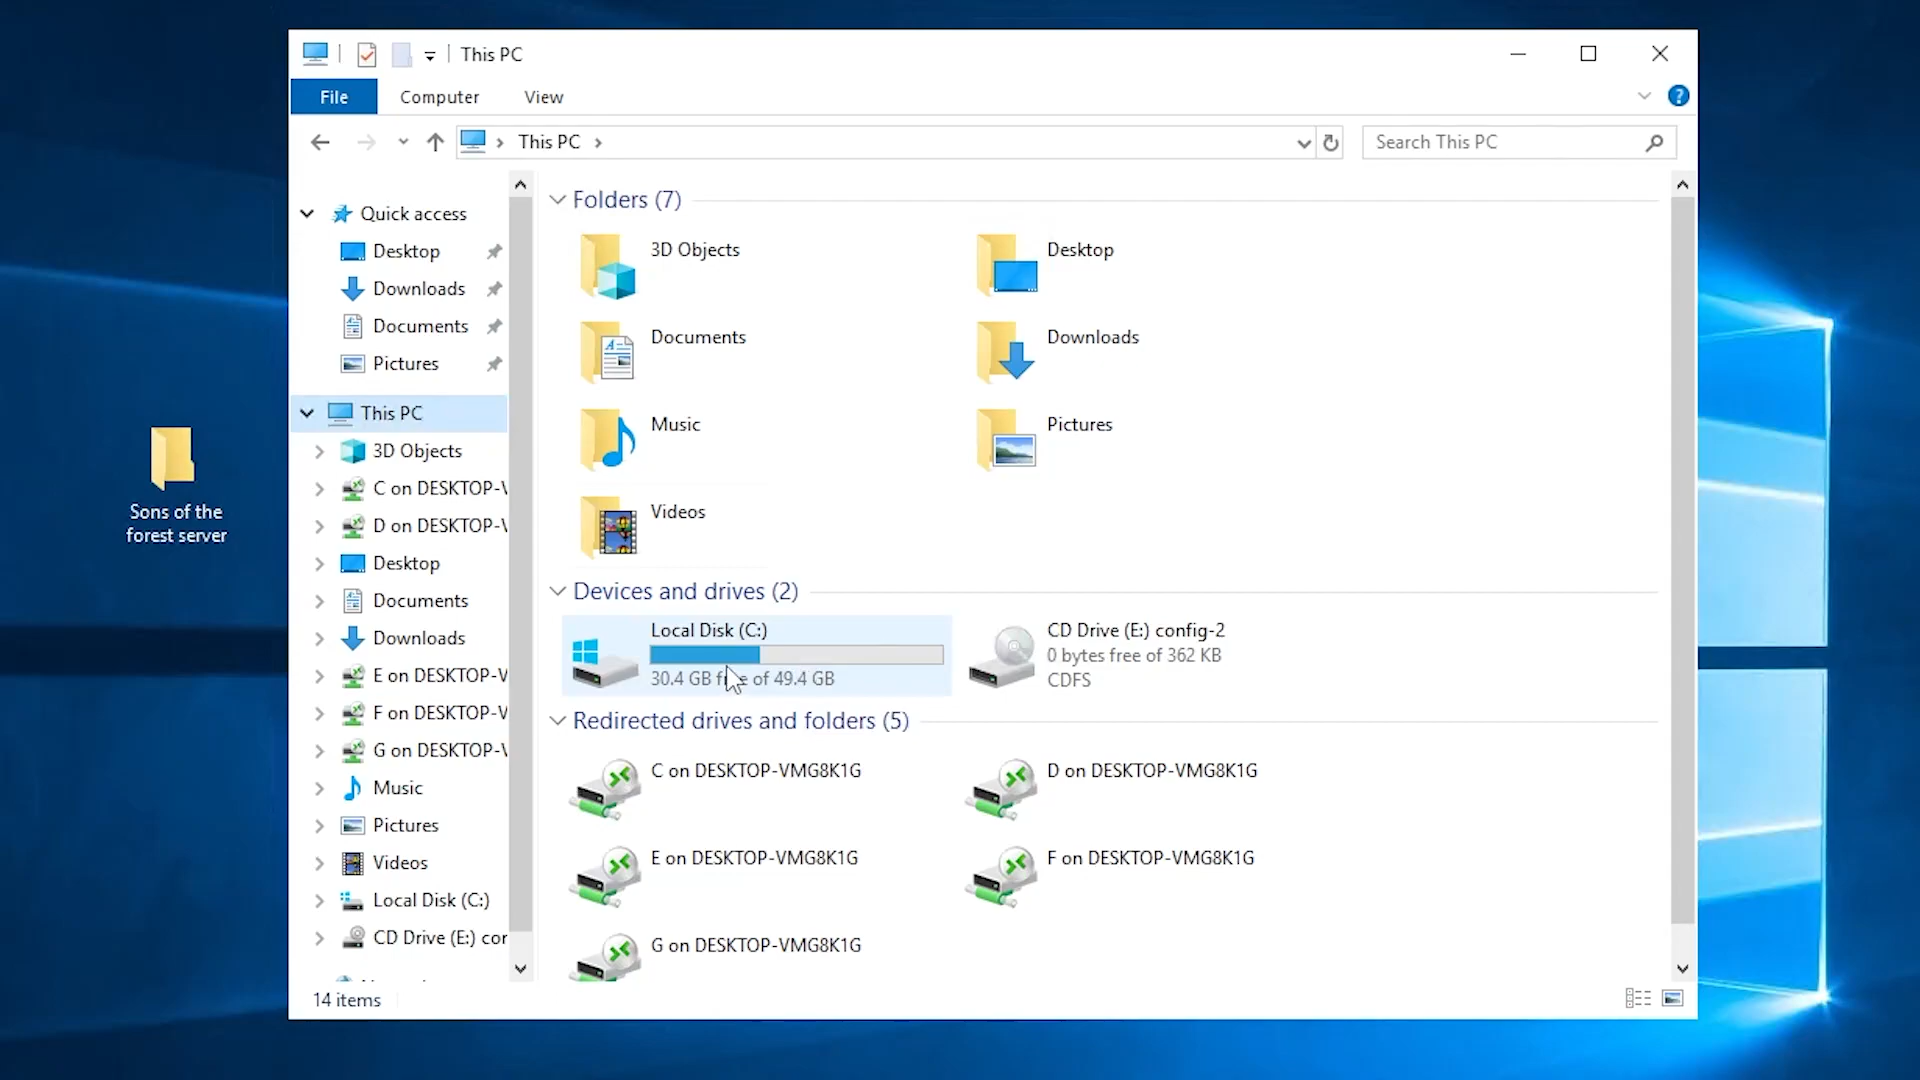 This PC
File
Computer
View
This PC
Search This PC
Quick access
Desktop
Downloads
Documents
Pictures
This PC
3D Objects
C on DESKTOP-V
D on DESKTOP-V
Desktop
Documents
Downloads
E on DESKTOP-V
F on DESKTOP-V
G on DESKTOP-V
Music
Pictures
Videos
Local Disk (C:)
CD Drive (E:) cor
Folders (7)
3D Objects
Desktop
Documents
Downloads
Music
Pictures
Videos
Devices and drives (2)
Local Disk (C:)
30.4 GB free of 49.4 GB
CD Drive (E:) config-2
0 bytes free of 362 KB
CDFS
Redirected drives and folders (5)
C on DESKTOP-VMG8K1G
D on DESKTOP-VMG8K1G
E on DESKTOP-VMG8K1G
F on DESKTOP-VMG8K1G
G on DESKTOP-VMG8K1G
14 items
Sons of the
forest server